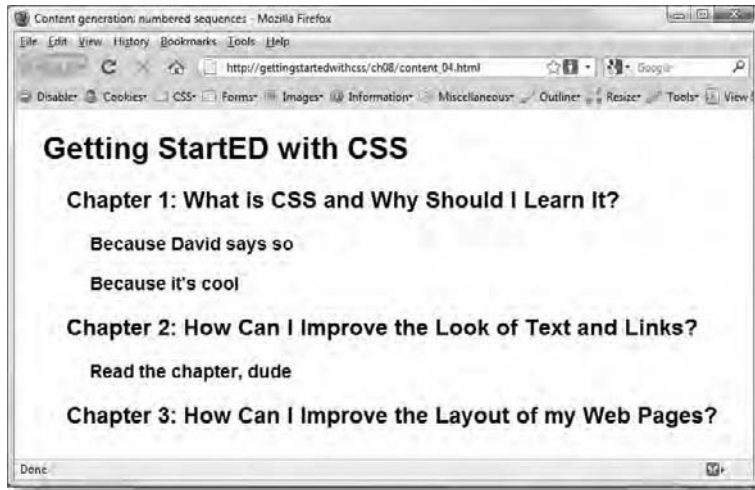 Content generation: numbered sequences - Mozilla Firefox
File Edit View History Bookmarks Tools Help
http://gettingstartedwithcss/ch08/content_04.html Google
Disable Cookies CSS Forms Images Information Miscellaneous Outline Resize Tools View
Getting StartED with CSS
Chapter 1: What is CSS and Why Should I Learn It?
Because David says so
Because it's cool
Chapter 2: How Can I Improve the Look of Text and Links?
Read the chapter, dude
Chapter 3: How Can I Improve the Layout of my Web Pages?
Done